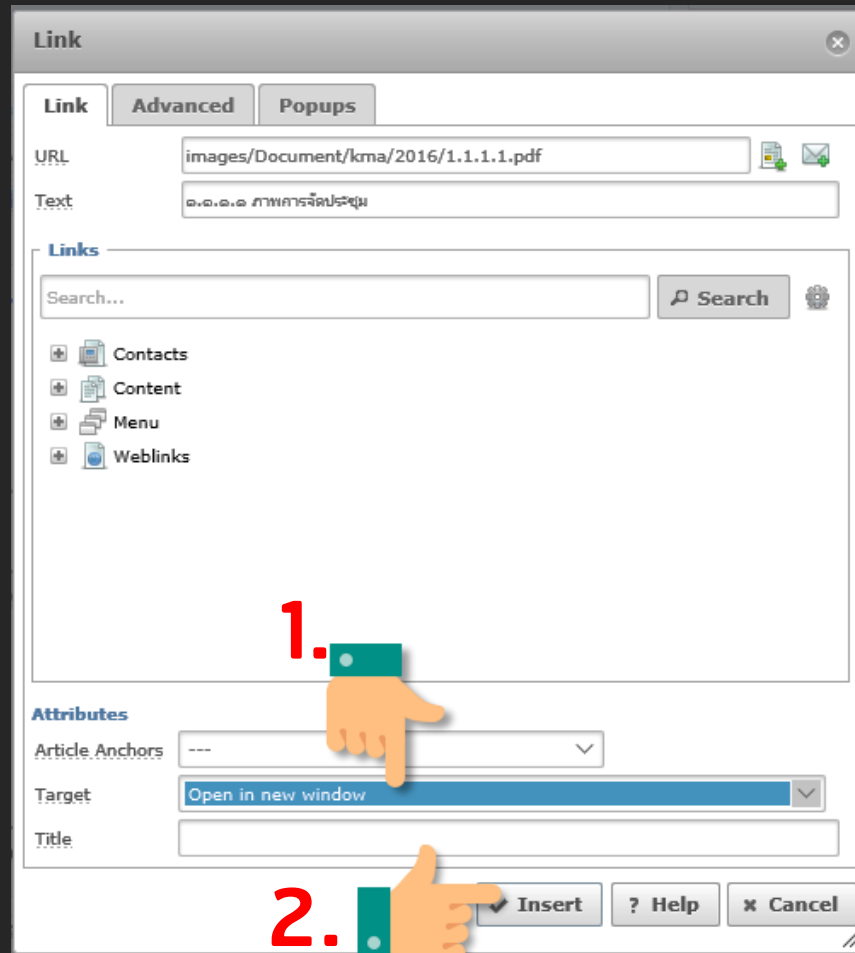 Link
Link Advanced Popups
URL images/Document/kma/2016/1.1.1.1.pdf
Text ๑.๑.๑.๑ ภาพการจัดประชุม
Links
Search... Search
Contacts
Content
Menu
Weblinks
1.
Attributes
Article Anchors ---
Target Open in new window
Title
2. Insert ? Help Cancel